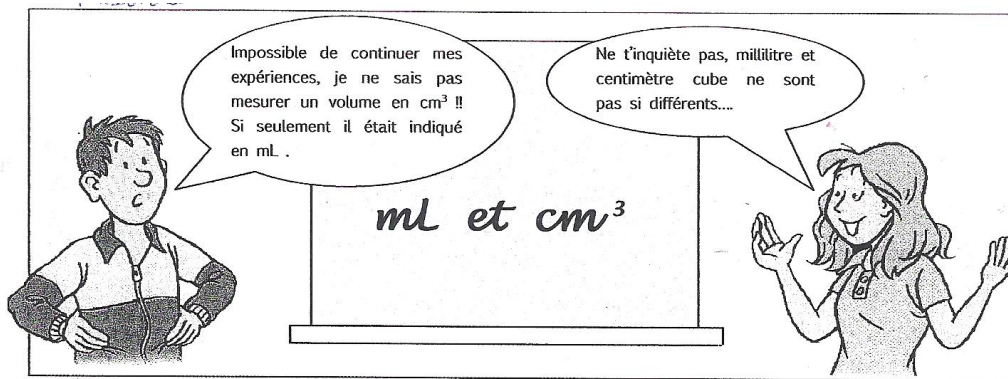 Impossible de continuer mes
expériences, je ne sais pas
mesurer un volume en cm³ !!
Si seulement il était indiqué
en mL .
Ne t'inquiète pas, millilitre et
centimètre cube ne sont
pas si différents....
mL et cm³